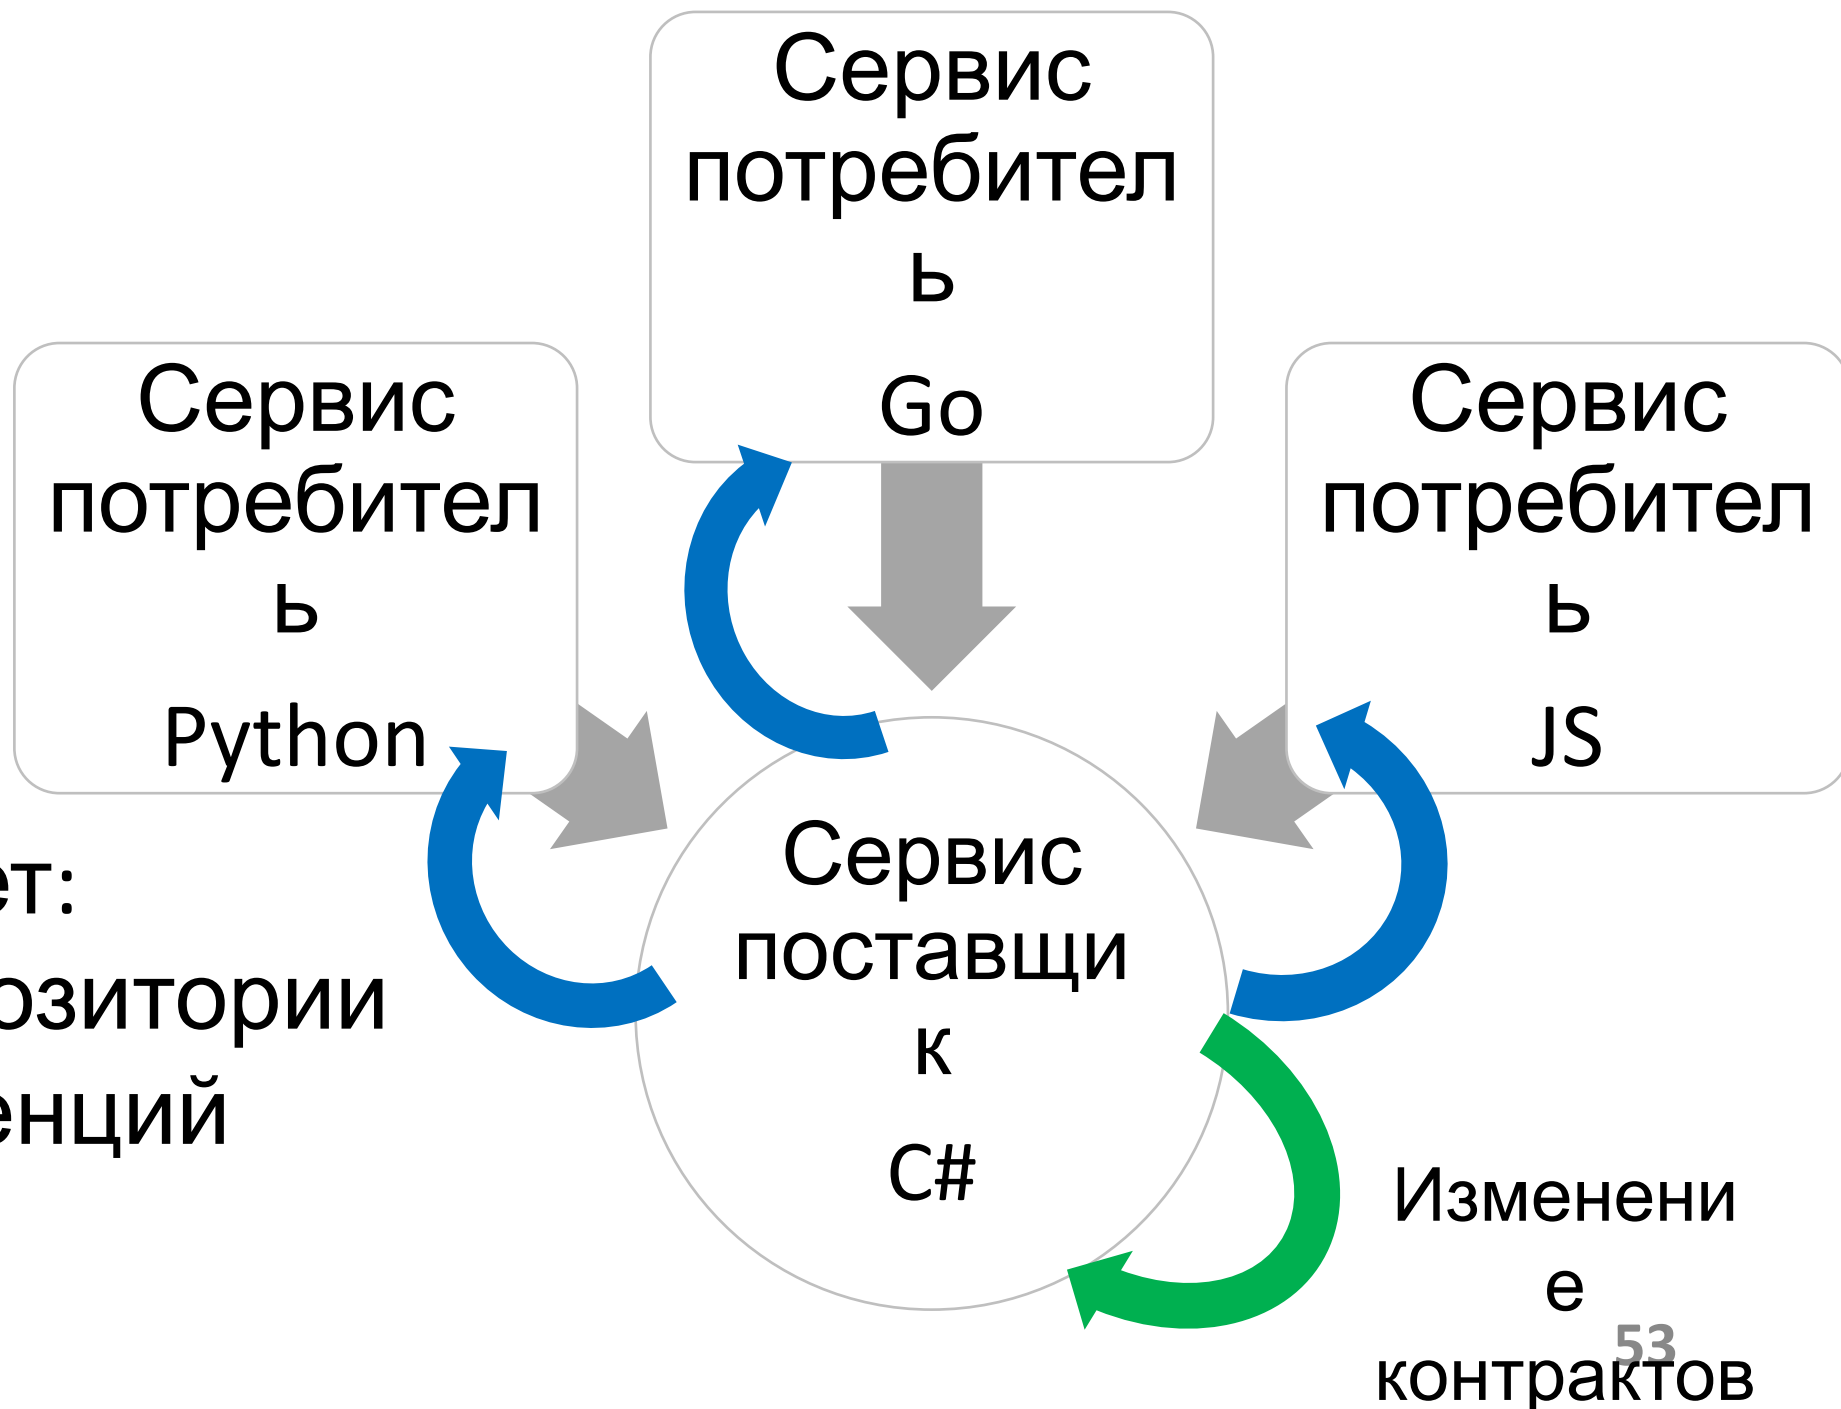 Сервис
потребител
ь
Go
Сервис
потребител
ь
Python
Сервис
потребител
ь
JS
ет:
озитории
енций
Сервис
поставщи
к
C#
Изменени
е
контрактов
53